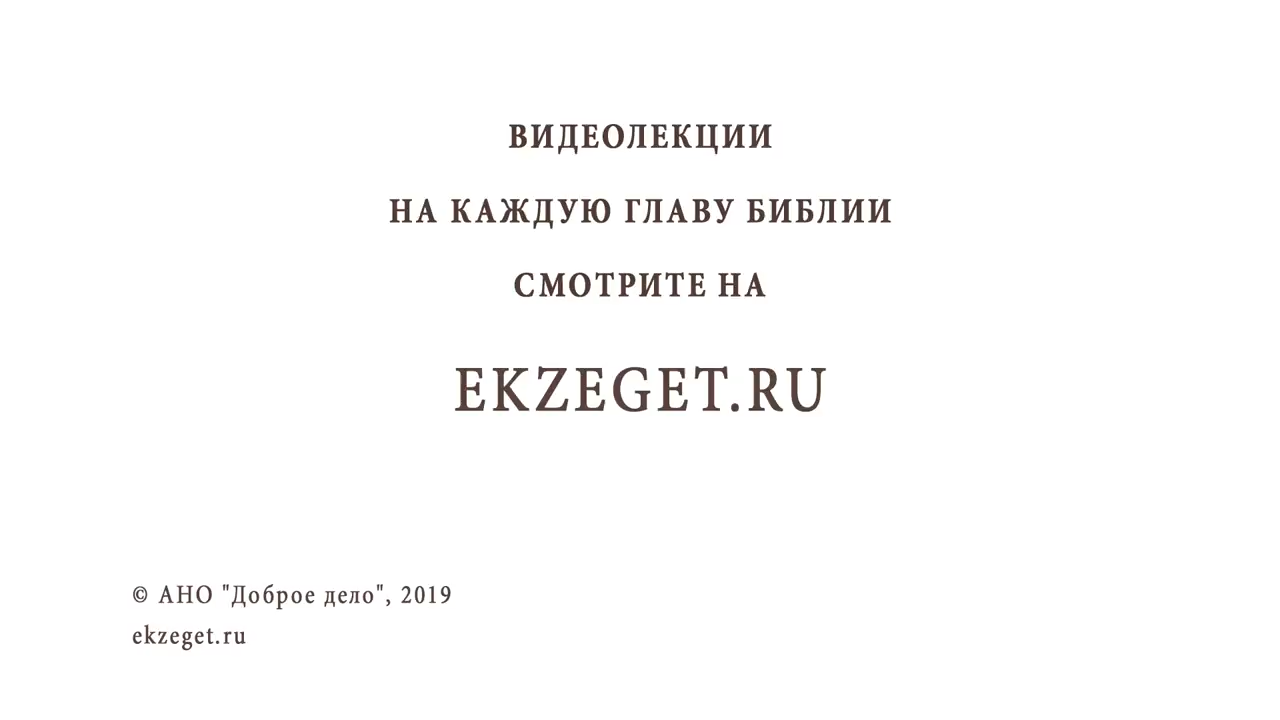 ВИДЕОЛЕКЦИИ
НА КАЖДУЮ ГЛАВУ БИБЛИИ
СМОТРИТЕ НА
EKZEGET.RU
© АНО "Доброе дело", 2019
ekzeget.ru